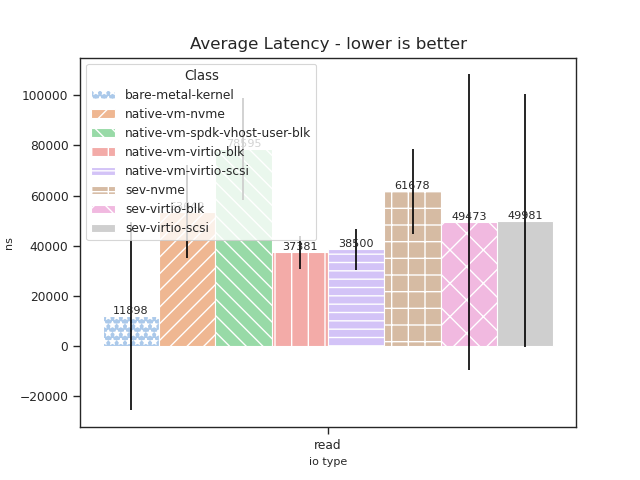 Average Latency - lower is better
Class
bare-metal-kernel
native-vm-nvme
native-vm-spdk-vhost-user-blk
native-vm-virtio-blk
native-vm-virtio-scsi
sev-nvme
sev-virtio-blk
sev-virtio-scsi
100000
80000
60000
40000
20000
0
−20000
ns
11898
78595
37381
38500
61678
49473
49981
read
io type